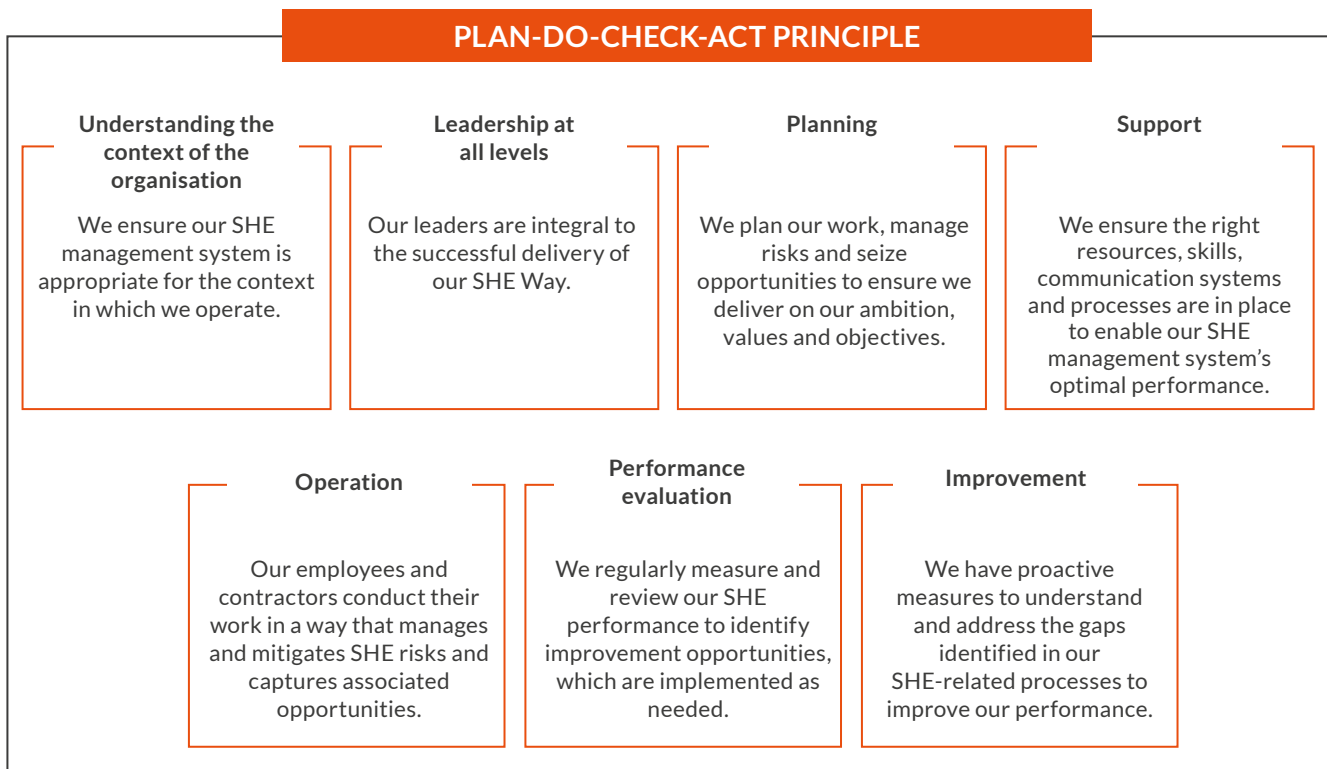 PLAN-DO-CHECK-ACT PRINCIPLE
Understanding the
context of the
organisation
We ensure our SHE
management system is
appropriate for the context
in which we operate.
Leadership at
all levels
Our leaders are integral to
the successful delivery of
our SHE Way.
Planning
We plan our work, manage
risks and seize
opportunities to ensure we
deliver on our ambition,
values and objectives.
Support
We ensure the right
resources, skills,
communication systems
and processes are in place
to enable our SHE
management system’s
optimal performance.
Operation
Our employees and
contractors conduct their
work in a way that manages
and mitigates SHE risks and
captures associated
opportunities.
Performance
evaluation
We regularly measure and
review our SHE
performance to identify
improvement opportunities,
which are implemented as
needed.
Improvement
We have proactive
measures to understand
and address the gaps
identified in our
SHE-related processes to
improve our performance.